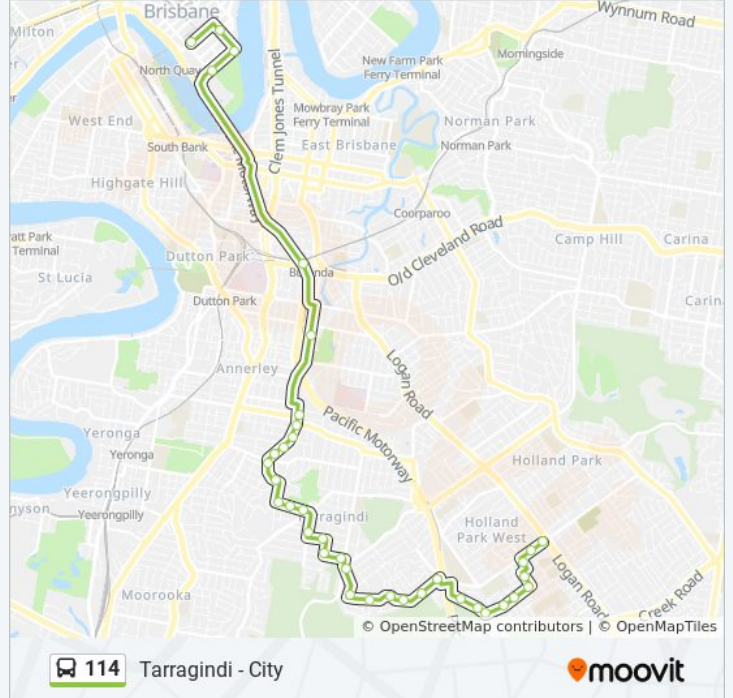 Brisbane
Wynnum Road
Milton
New Farm Park
Ferry Terminal
Morningside
North Quay
Clem Jones Tunnel
Mowbray Park
Ferry Terminal
West End
Norman Park
South Bank
East Brisbane
Norman Park
Highgate Hill
Coorparoo
att Park
Terminal
Dutton Park
Old Cleveland Road
Camp Hill
Carina
St Lucia
Dutton Park
Carin
Logan Road
Annerley
Pacific Motorway
Yeronga
Yeronga
Holland Park
Yeerongpilly
nyson
Yeerongpilly
rragindi
Holland
Park West
Logan Road
Creek Road
Moorooka
© OpenStreetMap contributors | © OpenMapTiles
114 Tarragindi - City
moovit